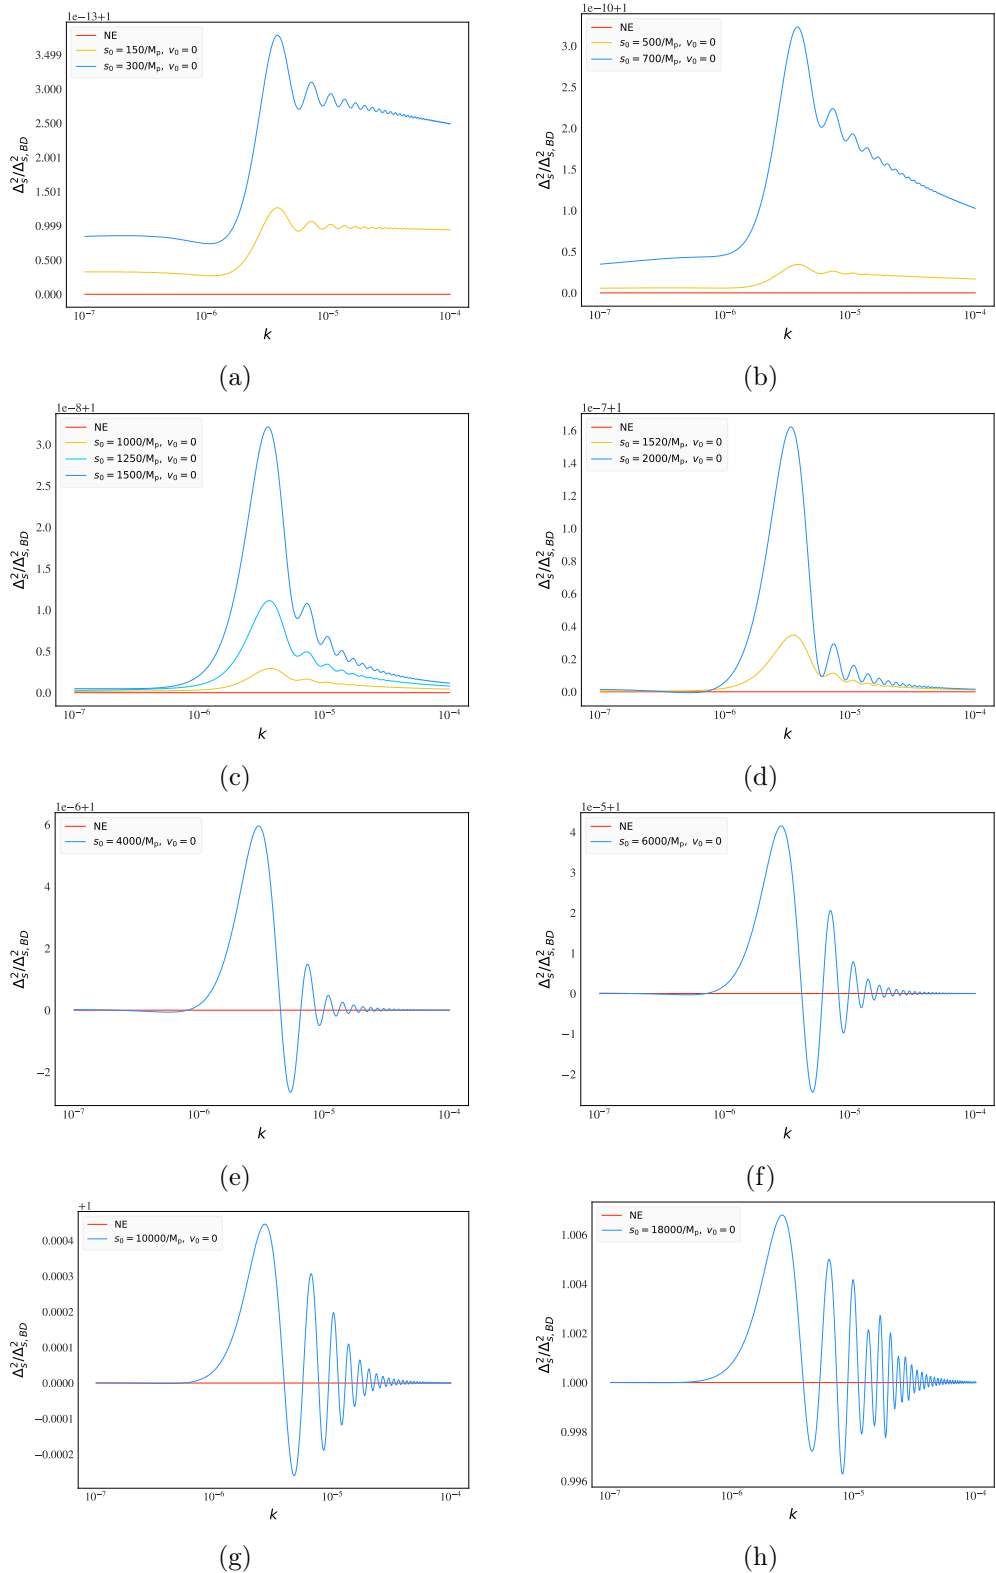 1e−13+1
NE
s₀ = 150/Mₚ, v₀ = 0
s₀ = 300/Mₚ, v₀ = 0
3.499
3.000
2.500
2.001
1.501
0.999
0.500
0.000
Δ²ₛ/Δ²ₛ,BD
10⁻⁷ 10⁻⁶ 10⁻⁵ 10⁻⁴
k
(a)
1e−10+1
NE
s₀ = 500/Mₚ, v₀ = 0
s₀ = 700/Mₚ, v₀ = 0
3.0
2.5
2.0
1.5
1.0
0.5
0.0
Δ²ₛ/Δ²ₛ,BD
10⁻⁷ 10⁻⁶ 10⁻⁵ 10⁻⁴
k
(b)
1e−8+1
NE
s₀ = 1000/Mₚ, v₀ = 0
s₀ = 1250/Mₚ, v₀ = 0
s₀ = 1500/Mₚ, v₀ = 0
3.0
2.5
2.0
1.5
1.0
0.5
0.0
Δ²ₛ/Δ²ₛ,BD
10⁻⁷ 10⁻⁶ 10⁻⁵ 10⁻⁴
k
(c)
1e−7+1
NE
s₀ = 1520/Mₚ, v₀ = 0
s₀ = 2000/Mₚ, v₀ = 0
1.6
1.4
1.2
1.0
0.8
0.6
0.4
0.2
0.0
Δ²ₛ/Δ²ₛ,BD
10⁻⁷ 10⁻⁶ 10⁻⁵ 10⁻⁴
k
(d)
1e−6+1
NE
s₀ = 4000/Mₚ, v₀ = 0
6
4
2
0
−2
Δ²ₛ/Δ²ₛ,BD
10⁻⁷ 10⁻⁶ 10⁻⁵ 10⁻⁴
k
(e)
1e−5+1
NE
s₀ = 6000/Mₚ, v₀ = 0
4
3
2
1
0
−1
−2
Δ²ₛ/Δ²ₛ,BD
10⁻⁷ 10⁻⁶ 10⁻⁵ 10⁻⁴
k
(f)
+1
NE
s₀ = 10000/Mₚ, v₀ = 0
0.0004
0.0003
0.0002
0.0001
0.0000
−0.0001
−0.0002
Δ²ₛ/Δ²ₛ,BD
10⁻⁷ 10⁻⁶ 10⁻⁵ 10⁻⁴
k
(g)
NE
s₀ = 18000/Mₚ, v₀ = 0
1.006
1.004
1.002
1.000
0.998
0.996
Δ²ₛ/Δ²ₛ,BD
10⁻⁷ 10⁻⁶ 10⁻⁵ 10⁻⁴
k
(h)